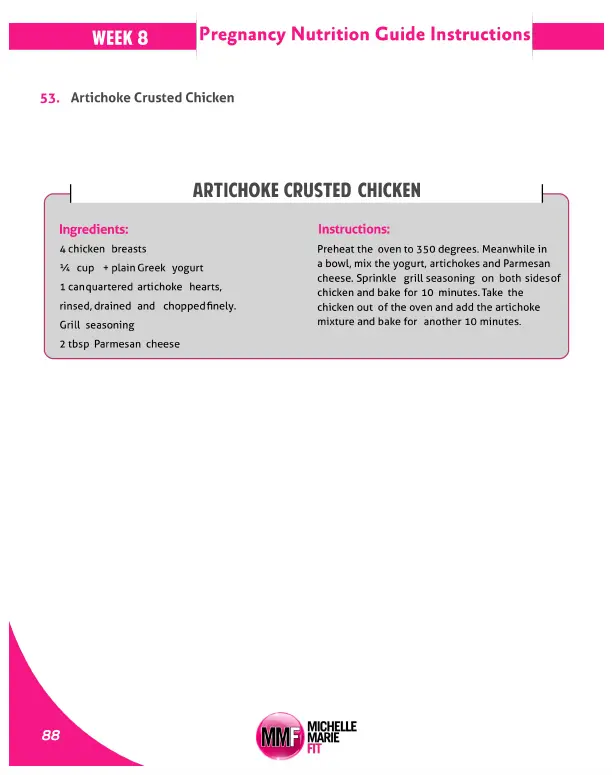 WEEK 8
Pregnancy Nutrition Guide Instructions
53. Artichoke Crusted Chicken
ARTICHOKE CRUSTED CHICKEN
Ingredients:
4 chicken breasts
¾ cup + plain Greek yogurt
1 can quartered artichoke hearts,
rinsed, drained and chopped finely.
Grill seasoning
2 tbsp Parmesan cheese
Instructions:
Preheat the oven to 350 degrees. Meanwhile in
a bowl, mix the yogurt, artichokes and Parmesan
cheese. Sprinkle grill seasoning on both sides of
chicken and bake for 10 minutes. Take the
chicken out of the oven and add the artichoke
mixture and bake for another 10 minutes.
88
MMF
MICHELLE
MARIE
FIT